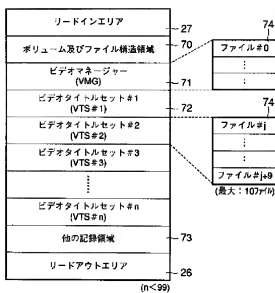 リードインエリア
27
ボリューム及びファイル構造領域
70
ビデオマネージャー
(VMG)
71
ビデオタイトルセット#1
(VTS#1)
72
ビデオタイトルセット#2
(VTS#2)
ビデオタイトルセット#3
(VTS#3)
ビデオタイトルセット#n
(VTS#n)
他の記録領域
73
リードアウトエリア
26
(n<99)
74
ファイル#0
74
ファイル#j
ファイル#j+9
(最大:10ファイル)